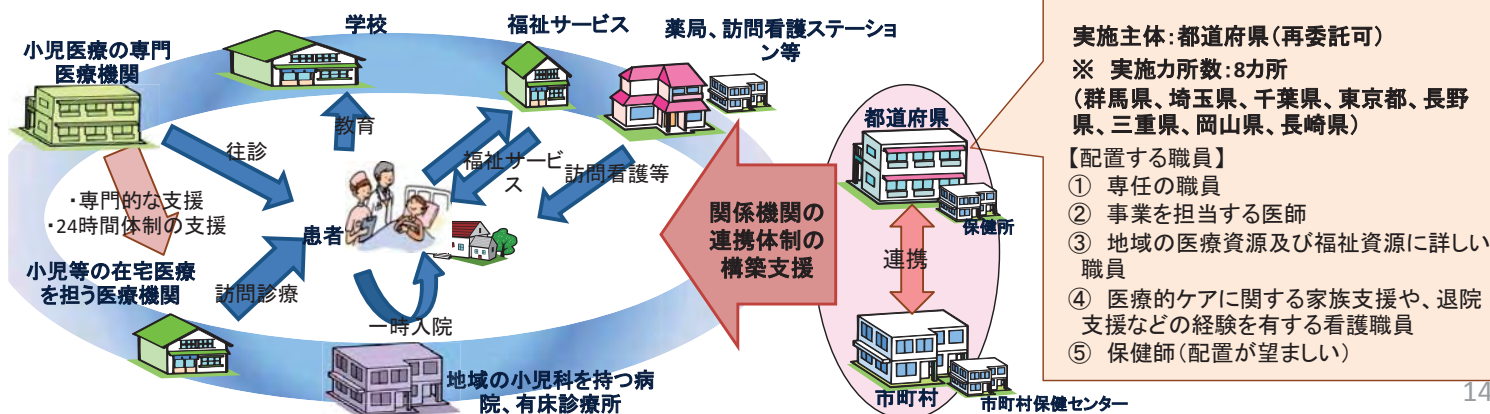 学校
福祉サービス
薬局、訪問看護ステーショ
ン等
小児医療の専門
医療機関
往診
教育
福祉サービ
ス
訪問看護等
・専門的な支援
・24時間体制の支援
患者
小児等の在宅医療
を担う医療機関
訪問診療
一時入院
地域の小児科を持つ病
院、有床診療所
関係機関の
連携体制の
構築支援
都道府県
保健所
連携
市町村
市町村保健センター
実施主体:都道府県(再委託可)
※ 実施カ所数:8カ所
(群馬県、埼玉県、千葉県、東京都、長野
県、三重県、岡山県、長崎県)
【配置する職員】
① 専任の職員
② 事業を担当する医師
③ 地域の医療資源及び福祉資源に詳しい
職員
④ 医療的ケアに関する家族支援や、退院
支援などの経験を有する看護職員
⑤ 保健師(配置が望ましい)
14